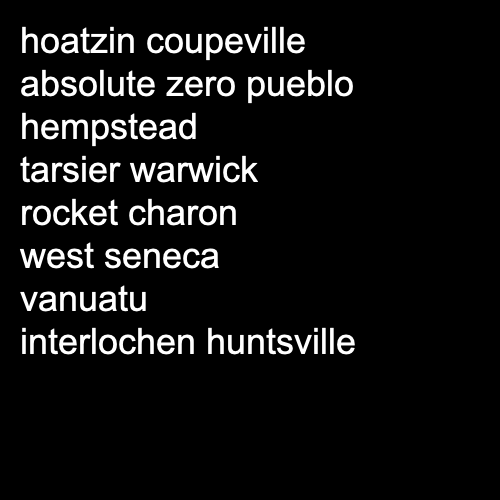 hoatzin coupeville
absolute zero pueblo
hempstead
tarsier warwick
rocket charon
west seneca
vanuatu
interlochen huntsville